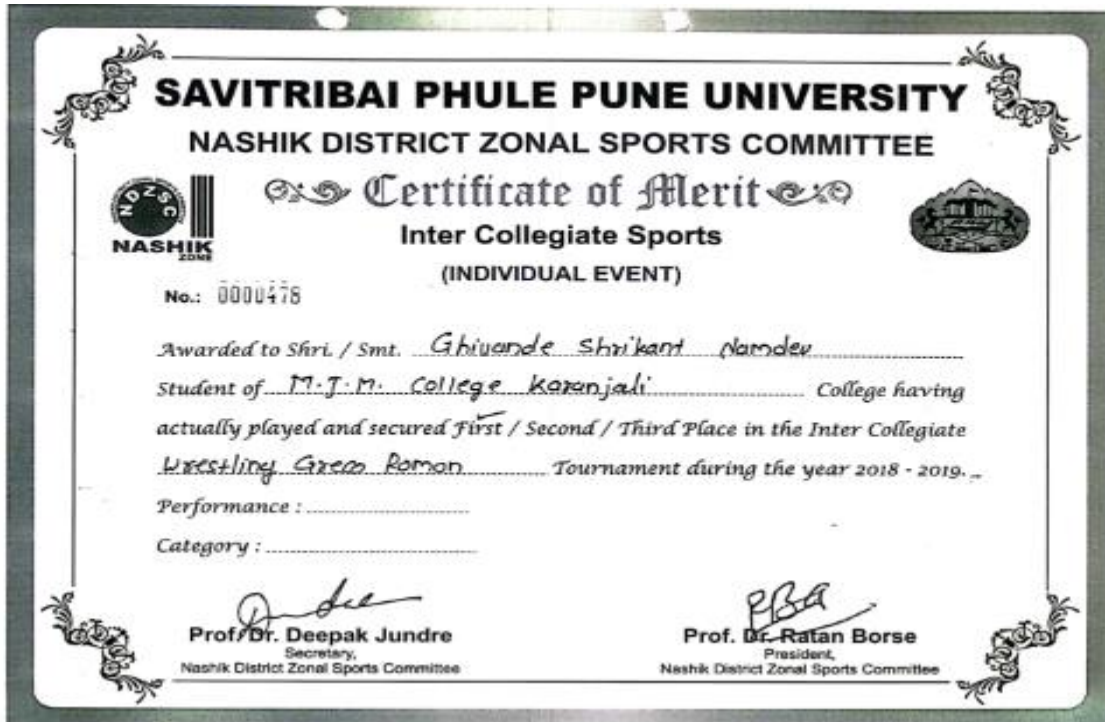 SAVITRIBAI PHULE PUNE UNIVERSITY
NASHIK DISTRICT ZONAL SPORTS COMMITTEE
Certificate of Merit
NDZSC
NASHIK
ZONE
Inter Collegiate Sports
(INDIVIDUAL EVENT)
No.: 0000478
Awarded to Shri. / Smt. Ghivande Shrikant Namdev
Student of M.J.M. College Karanjali College having
actually played and secured First / Second / Third Place in the Inter Collegiate
Wrestling Greco Roman Tournament during the year 2018 - 2019.
Performance :
Category :
Prof. Dr. Deepak Jundre
Secretary,
Nashik District Zonal Sports Committee
Prof. Dr. Ratan Borse
President,
Nashik District Zonal Sports Committee